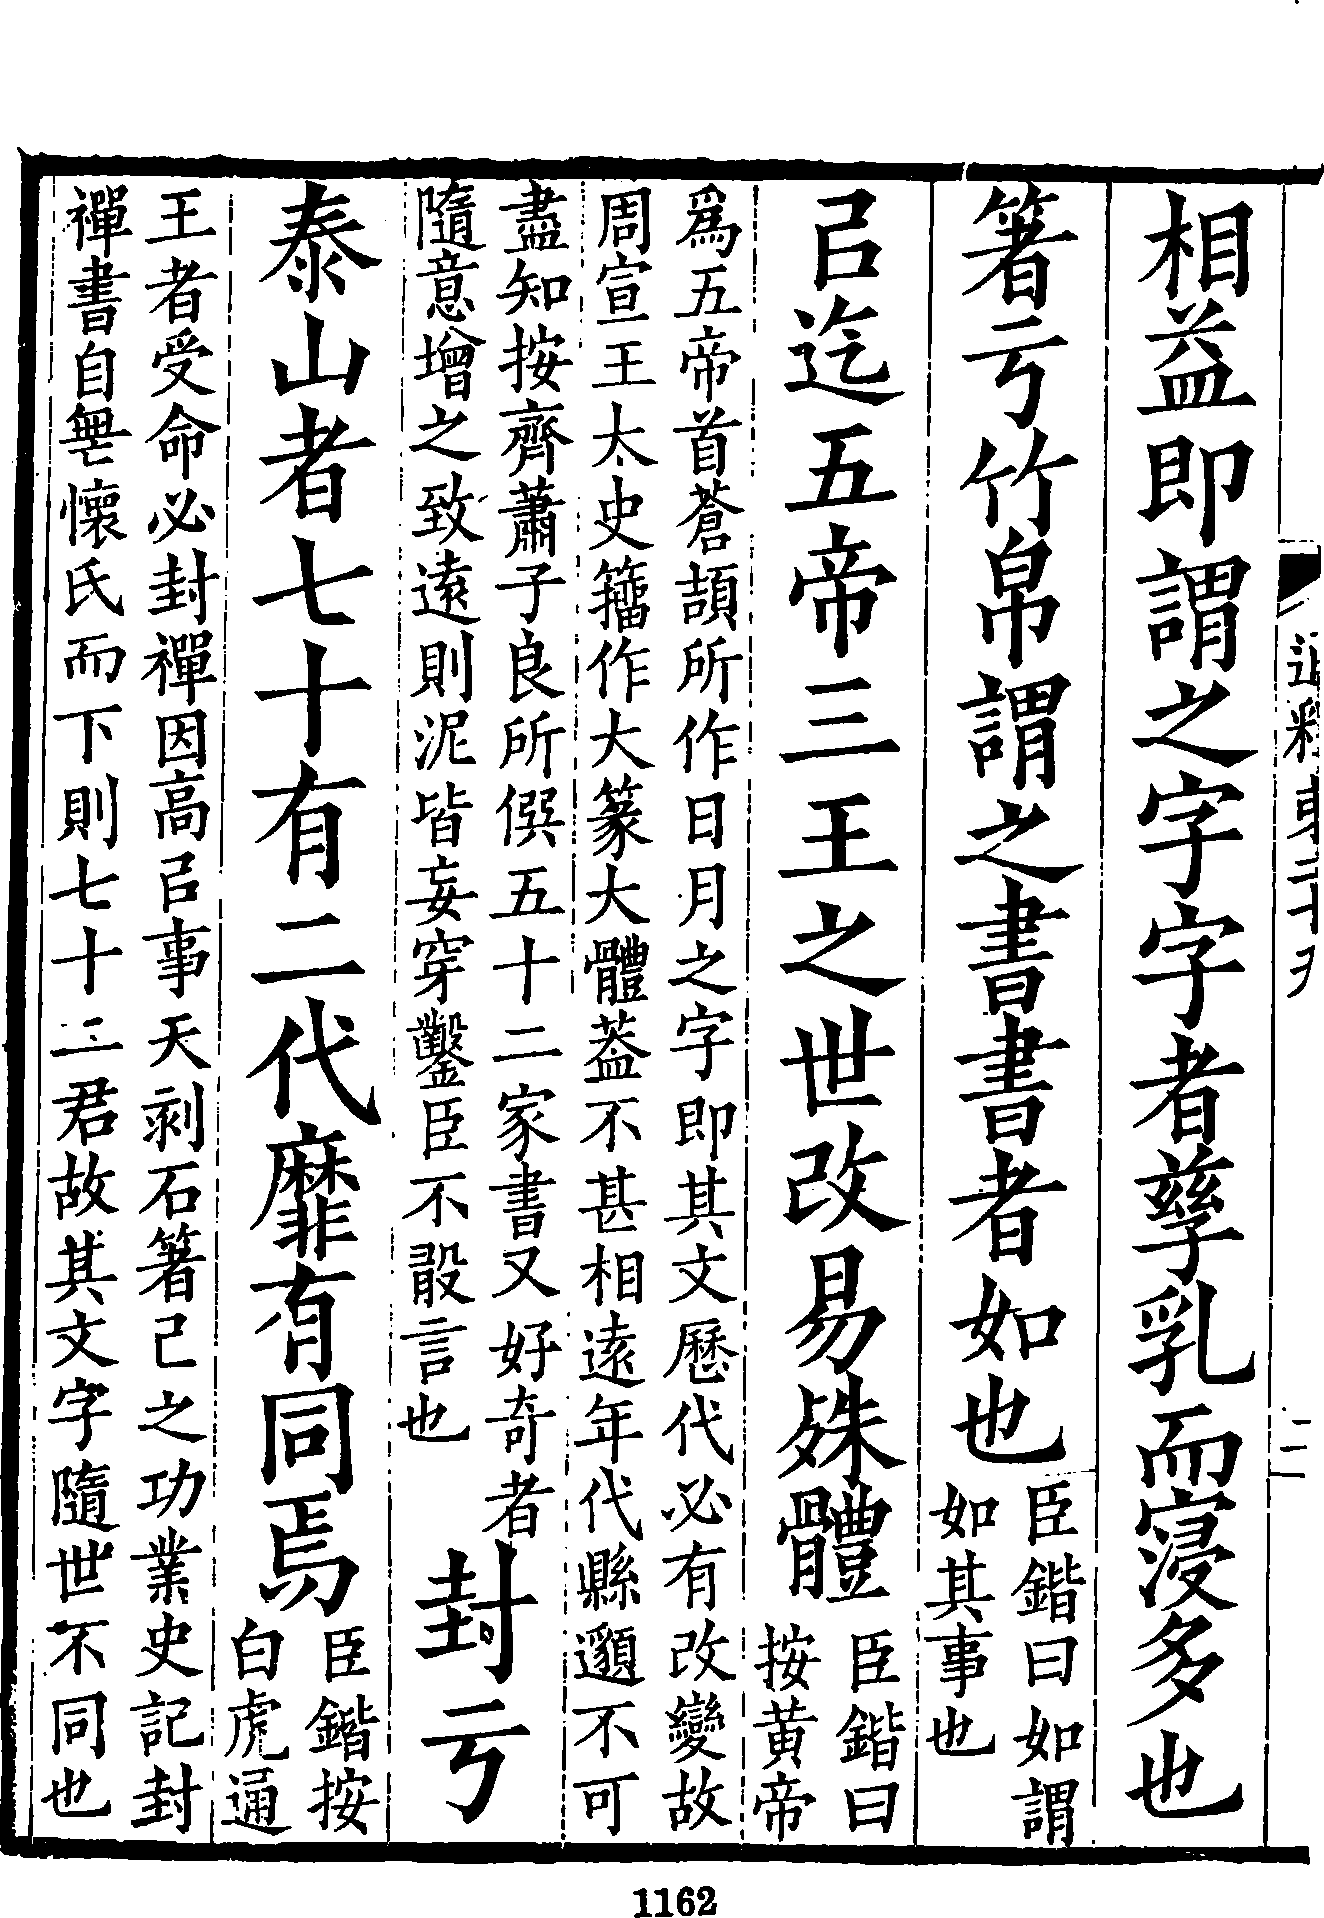 相益即謂之字字者孳乳而寖多也
箸亏竹帛謂之書書者如也臣鍇曰如謂
如其事也
㠯迄五帝三王之世改易殊體臣鍇曰
按黃帝
爲五帝首蒼頡所作日月之字即其文歷代必有改變故
周宣王太史籀作大篆大體葢不甚相遠年代縣邈不可
盡知按齊蕭子良所僎五十二家書又好奇者
隨意增之致遠則泥皆妄穿鑿臣不敢言也
封亏
泰山者七十有二代靡有同焉臣鍇按
白虎通
王者受命必封禪因高㠯事天剥石箸己之功業史記封
禪書自無懷氏而下則七十二君故其文字隨世不同也
通釋弟二十九
二
1162